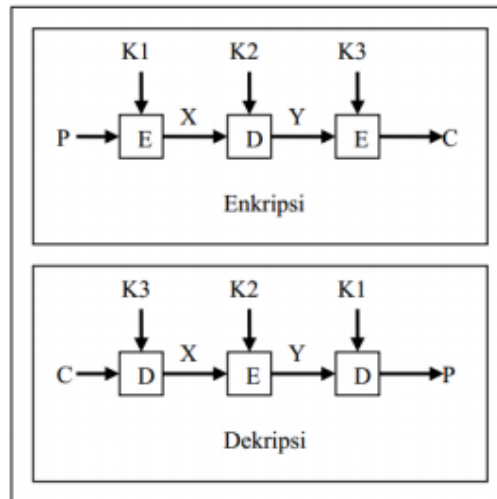 K1 K2 K3
X Y
P E D E C
Enkripsi
K3 K2 K1
X Y
C D E D P
Dekripsi